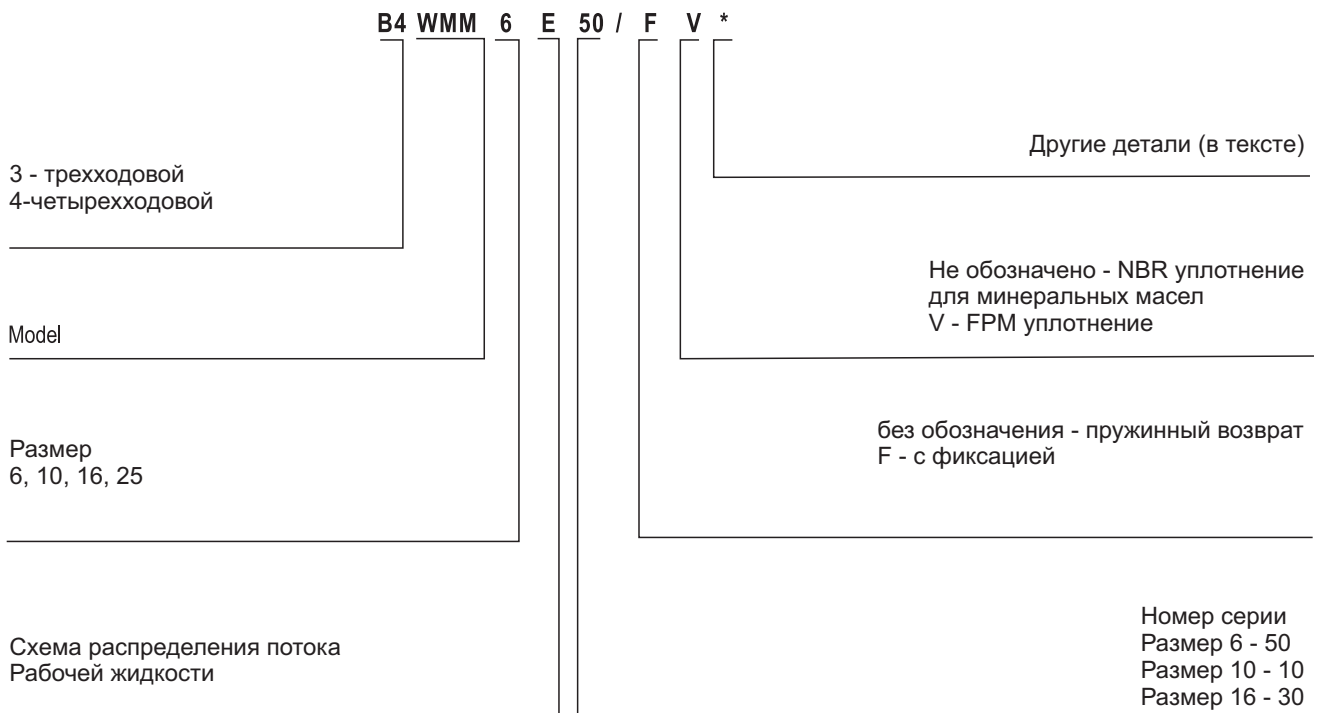 B4 WMM 6 E 50 / F V *
Другие детали (в тексте)
3 - трехходовой
4-четырехходовой
Не обозначено - NBR уплотнение
для минеральных масел
V - FPM уплотнение
Model
без обозначения - пружинный возврат
F - с фиксацией
Размер
6, 10, 16, 25
Номер серии
Размер 6 - 50
Размер 10 - 10
Размер 16 - 30
Схема распределения потока
Рабочей жидкости